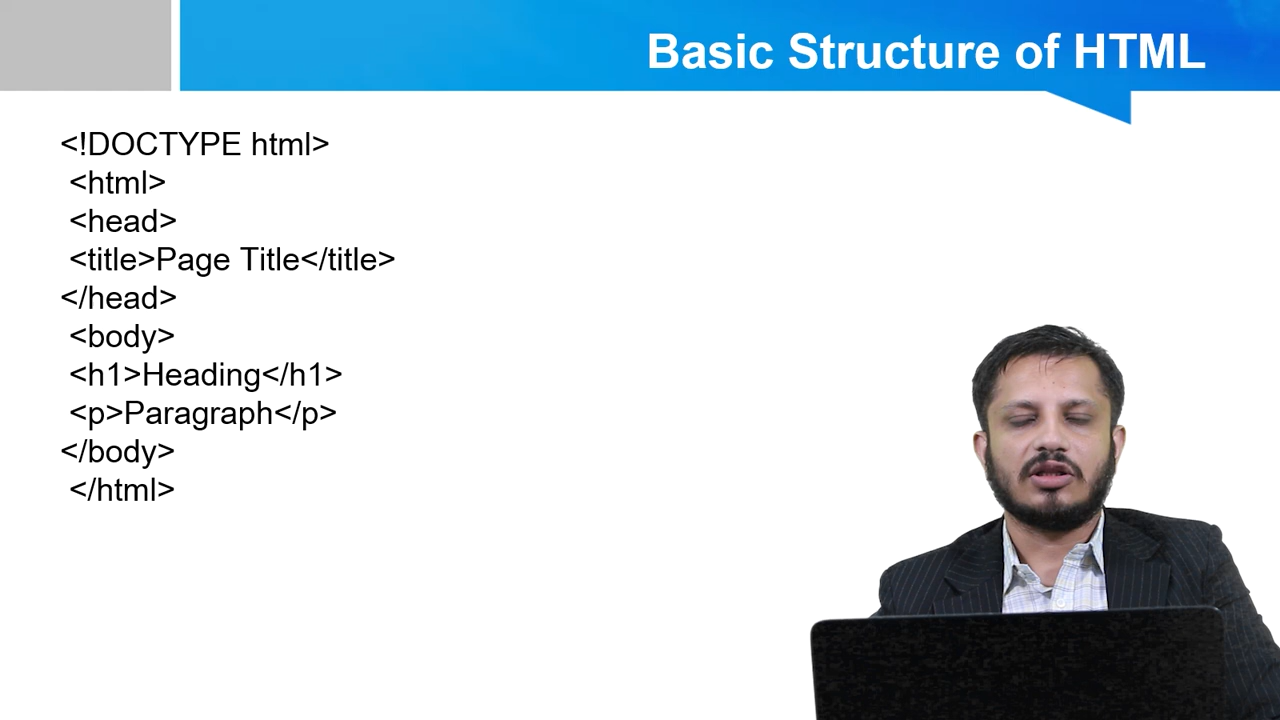 Basic Structure of HTML
<!DOCTYPE html>
<html>
<head>
<title>Page Title</title>
</head>
<body>
<h1>Heading</h1>
<p>Paragraph</p>
</body>
</html>